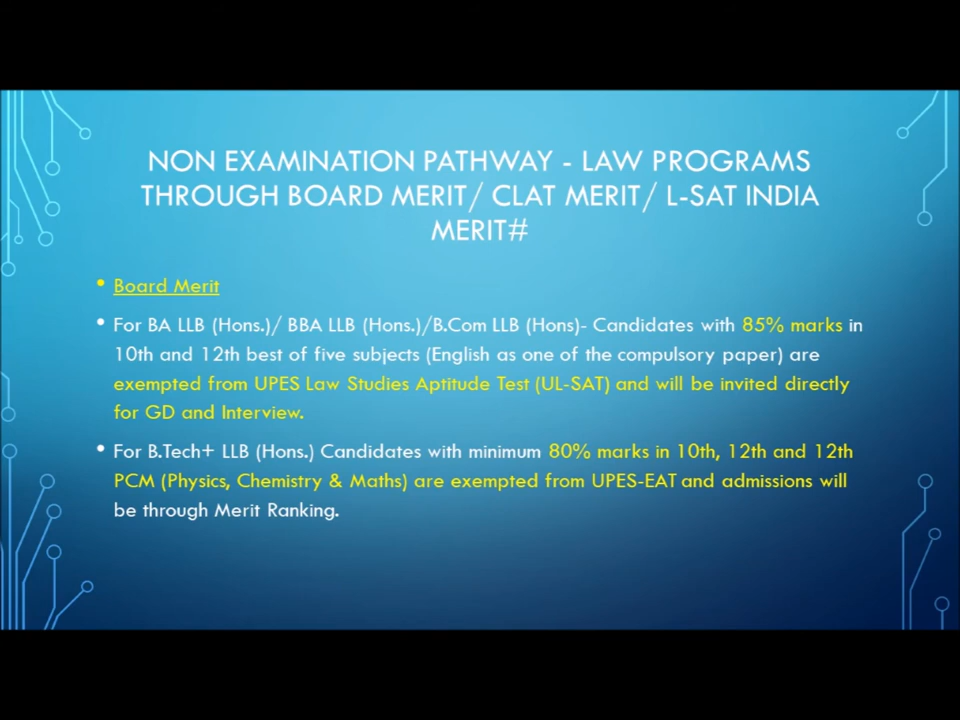 NON EXAMINATION PATHWAY - LAW PROGRAMS
THROUGH BOARD MERIT/ CLAT MERIT/ L-SAT INDIA
MERIT#
• Board Merit
• For BA LLB (Hons.)/ BBA LLB (Hons.)/B.Com LLB (Hons)- Candidates with 85% marks in
10th and 12th best of five subjects (English as one of the compulsory paper) are
exempted from UPES Law Studies Aptitude Test (UL-SAT) and will be invited directly
for GD and Interview.
• For B.Tech+ LLB (Hons.) Candidates with minimum 80% marks in 10th, 12th and 12th
PCM (Physics, Chemistry & Maths) are exempted from UPES-EAT and admissions will
be through Merit Ranking.